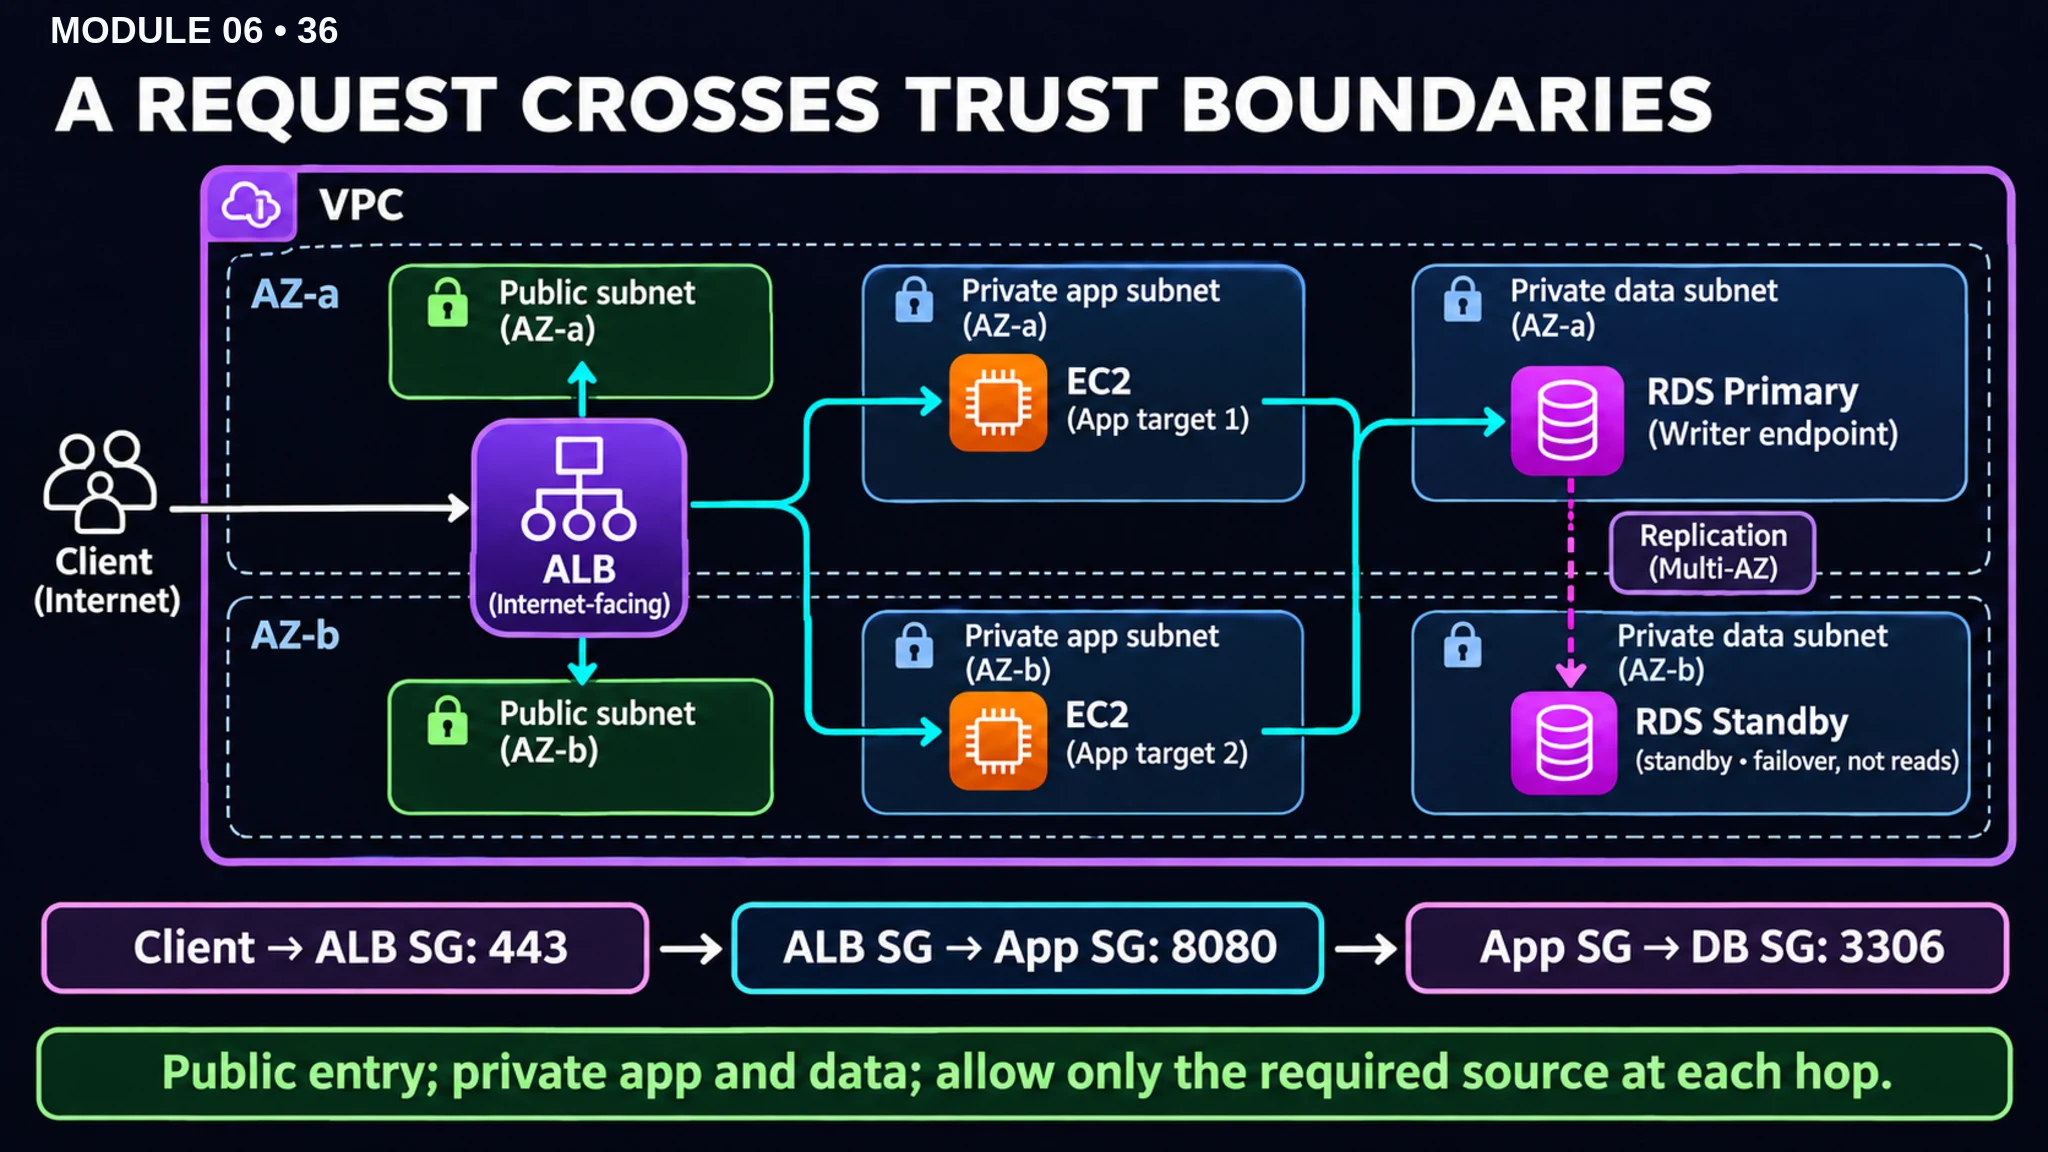 MODULE 06 • 36
A REQUEST CROSSES TRUST BOUNDARIES
VPC
AZ-a
Public subnet
(AZ-a)
Private app subnet
(AZ-a)
EC2
(App target 1)
Private data subnet
(AZ-a)
RDS Primary
(Writer endpoint)
Client
(Internet)
ALB
(Internet-facing)
Replication
(Multi-AZ)
AZ-b
Public subnet
(AZ-b)
Private app subnet
(AZ-b)
EC2
(App target 2)
Private data subnet
(AZ-b)
RDS Standby
(standby • failover, not reads)
Client → ALB SG: 443
ALB SG → App SG: 8080
App SG → DB SG: 3306
Public entry; private app and data; allow only the required source at each hop.